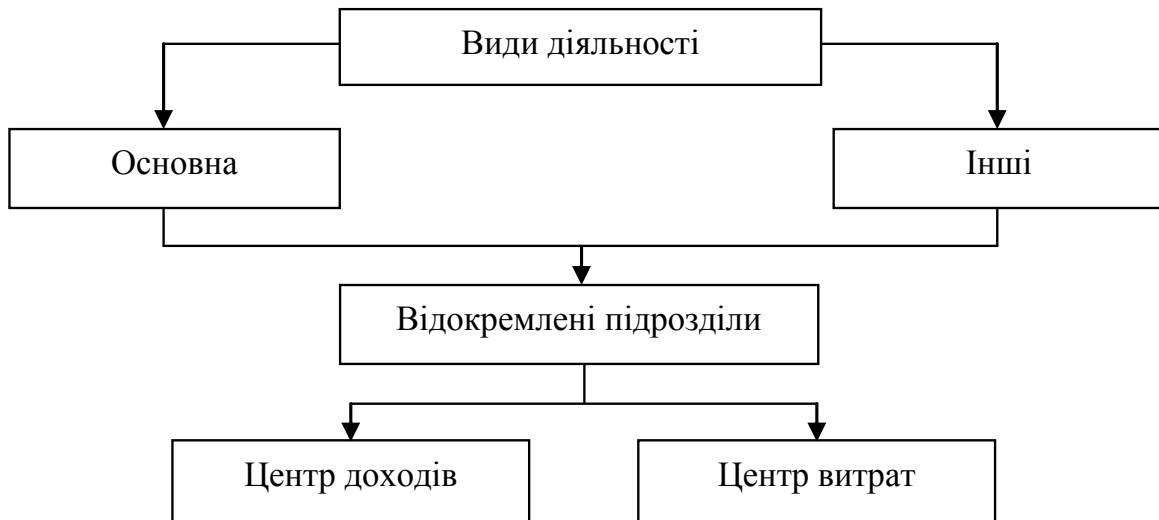 Види діяльності
Основна
Інші
Відокремлені підрозділи
Центр доходів
Центр витрат